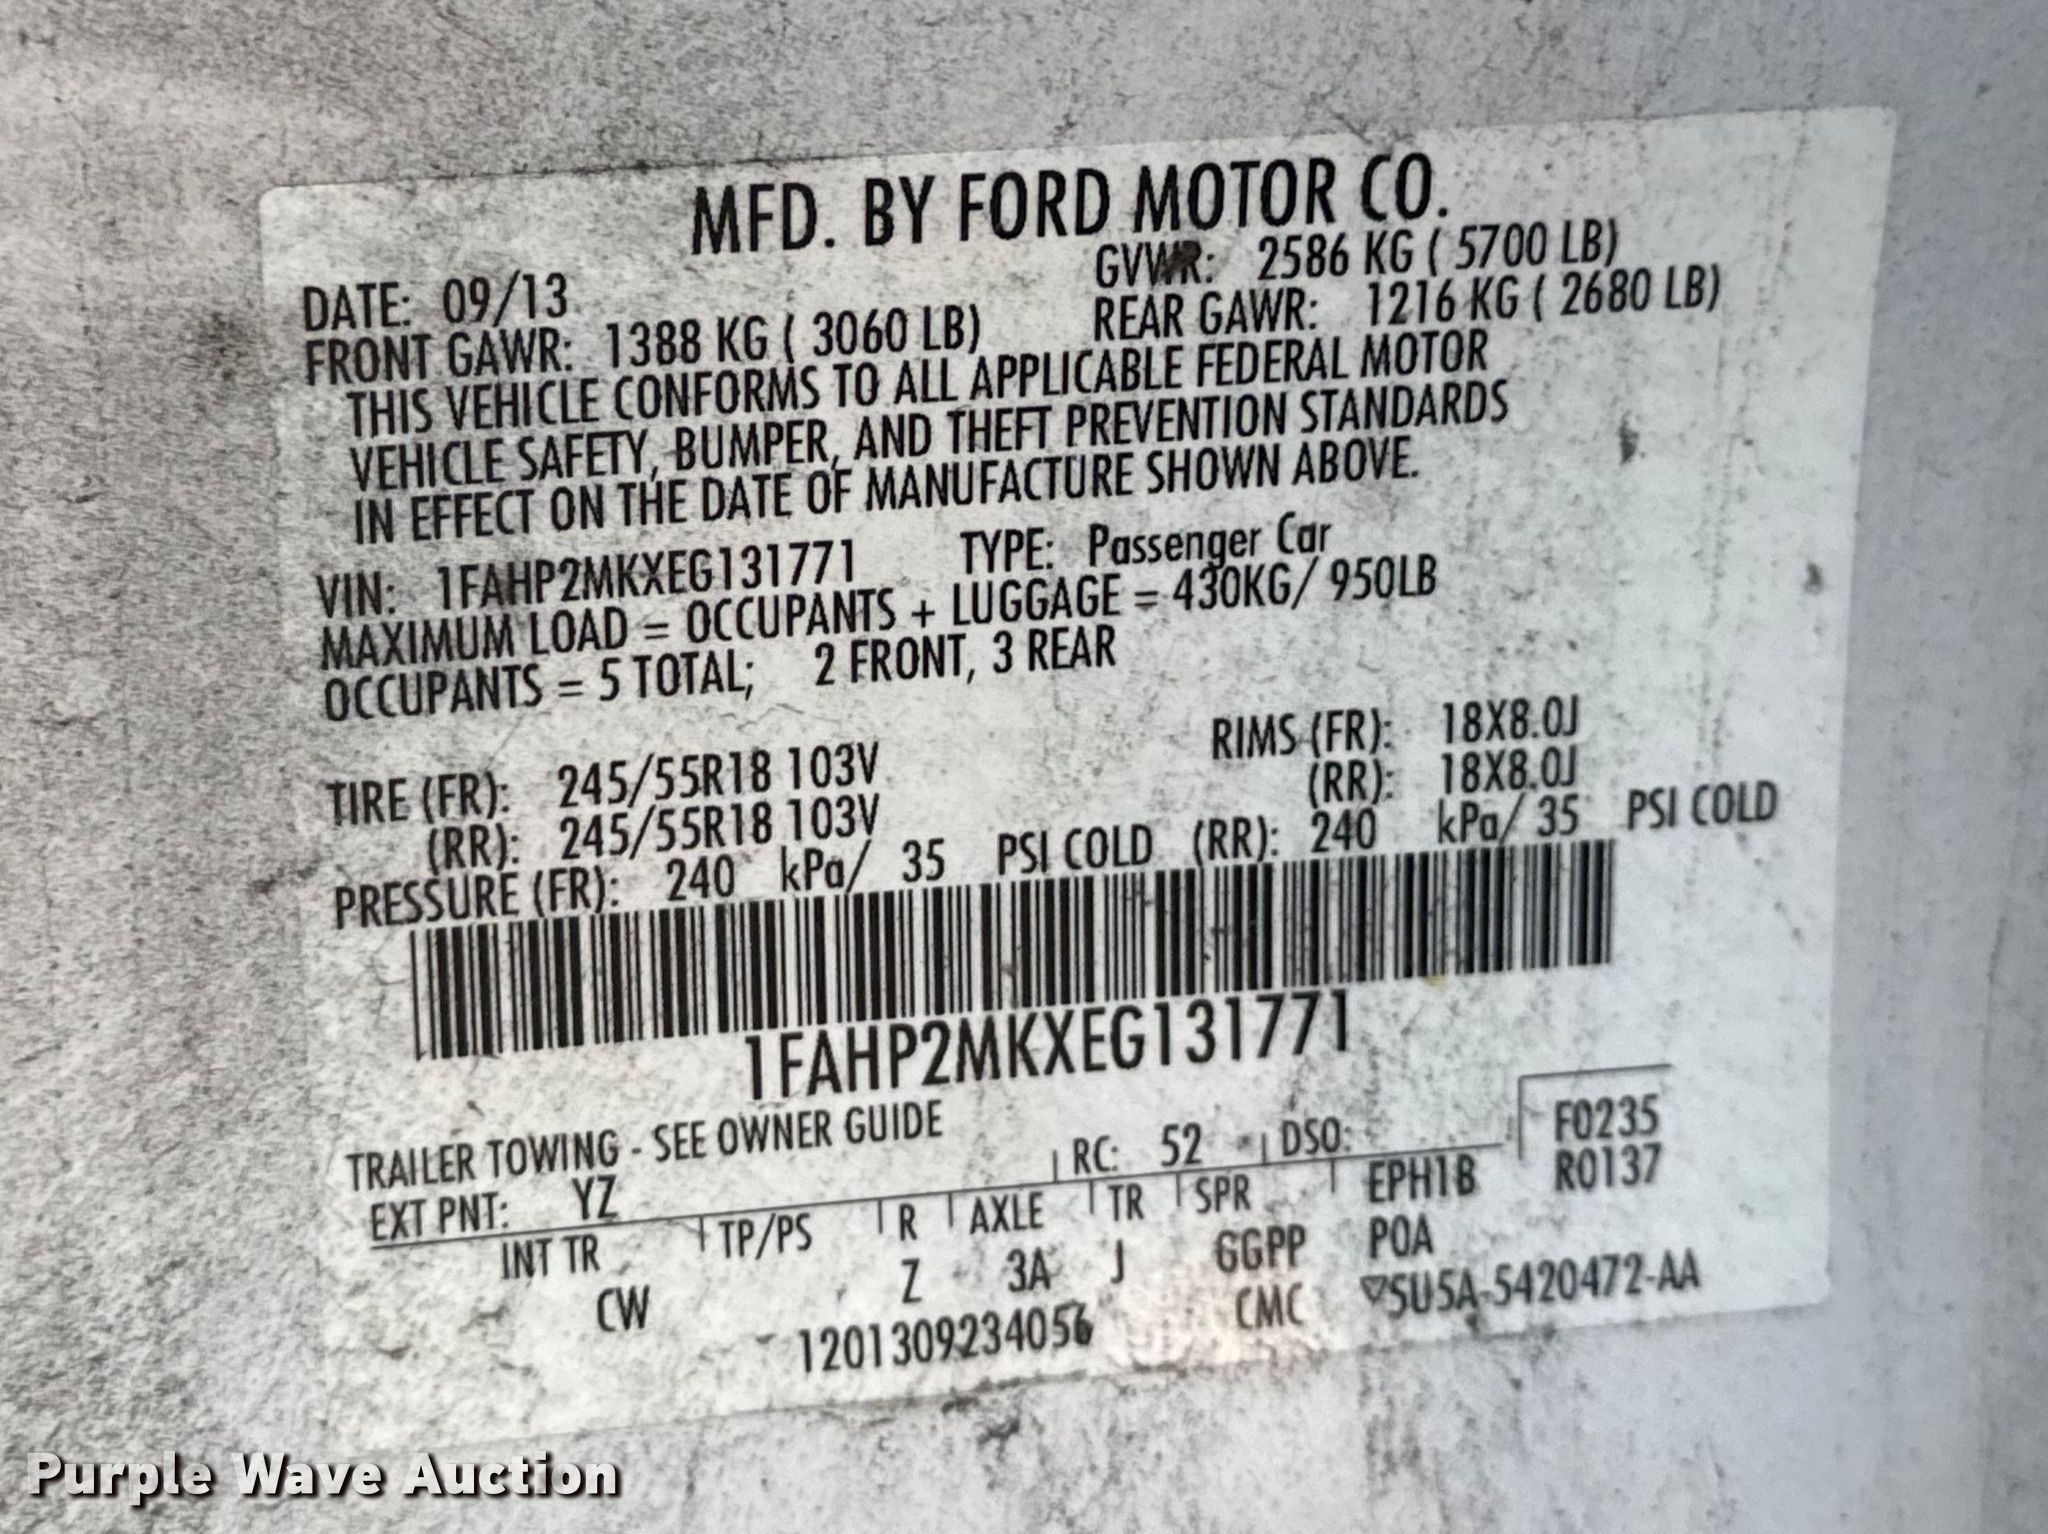 MFD. BY FORD MOTOR CO.
DATE: 09/13 GVWR: 2586 KG ( 5700 LB)
FRONT GAWR: 1388 KG ( 3060 LB) REAR GAWR: 1216 KG ( 2680 LB)
THIS VEHICLE CONFORMS TO ALL APPLICABLE FEDERAL MOTOR
VEHICLE SAFETY, BUMPER, AND THEFT PREVENTION STANDARDS
IN EFFECT ON THE DATE OF MANUFACTURE SHOWN ABOVE.
VIN: 1FAHP2MKXEG131771 TYPE: Passenger Car
MAXIMUM LOAD = OCCUPANTS + LUGGAGE = 430KG/ 950LB
OCCUPANTS = 5 TOTAL; 2 FRONT, 3 REAR
TIRE (FR): 245/55R18 103V RIMS (FR): 18X8.0J
(RR): 245/55R18 103V (RR): 18X8.0J
PRESSURE (FR): 240 kPa/ 35 PSI COLD (RR): 240 kPa/ 35 PSI COLD
1FAHP2MKXEG131771
TRAILER TOWING - SEE OWNER GUIDE
EXT PNT: YZ RC: 52 DSO: F0235
INT TR TP/PS R AXLE TR SPR EPH1B R0137
CW Z 3A J GGPP POA
1201309234056 CMC ▽5U5A-5420472-AA
Purple Wave Auction